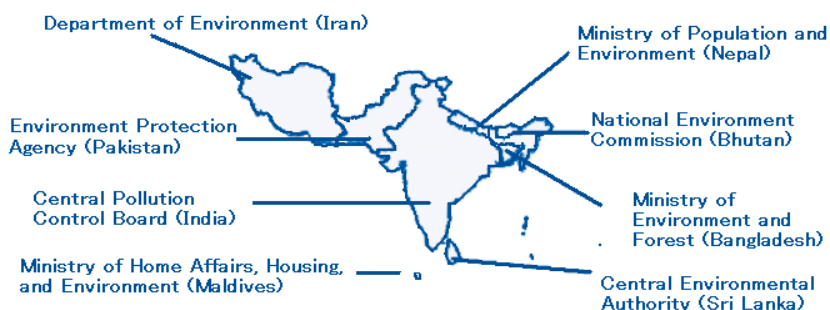 Department of Environment (Iran)
Ministry of Population and
Environment (Nepal)
Environment Protection
Agency (Pakistan)
National Environment
Commission (Bhutan)
Central Pollution
Control Board (India)
Ministry of
Environment and
Forest (Bangladesh)
Ministry of Home Affairs, Housing,
and Environment (Maldives)
Central Environmental
Authority (Sri Lanka)